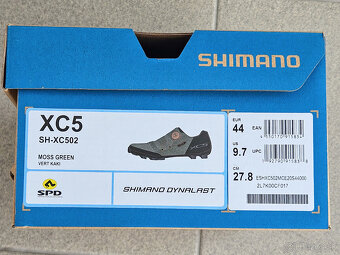 SHIMANO
XC5
SH-XC502
MOSS GREEN
VERT KAKI
SPD
SHIMANO DYNALAST
EUR
44
EAN
US
9.7
UPC
CM
27.8
2L7K00C1017